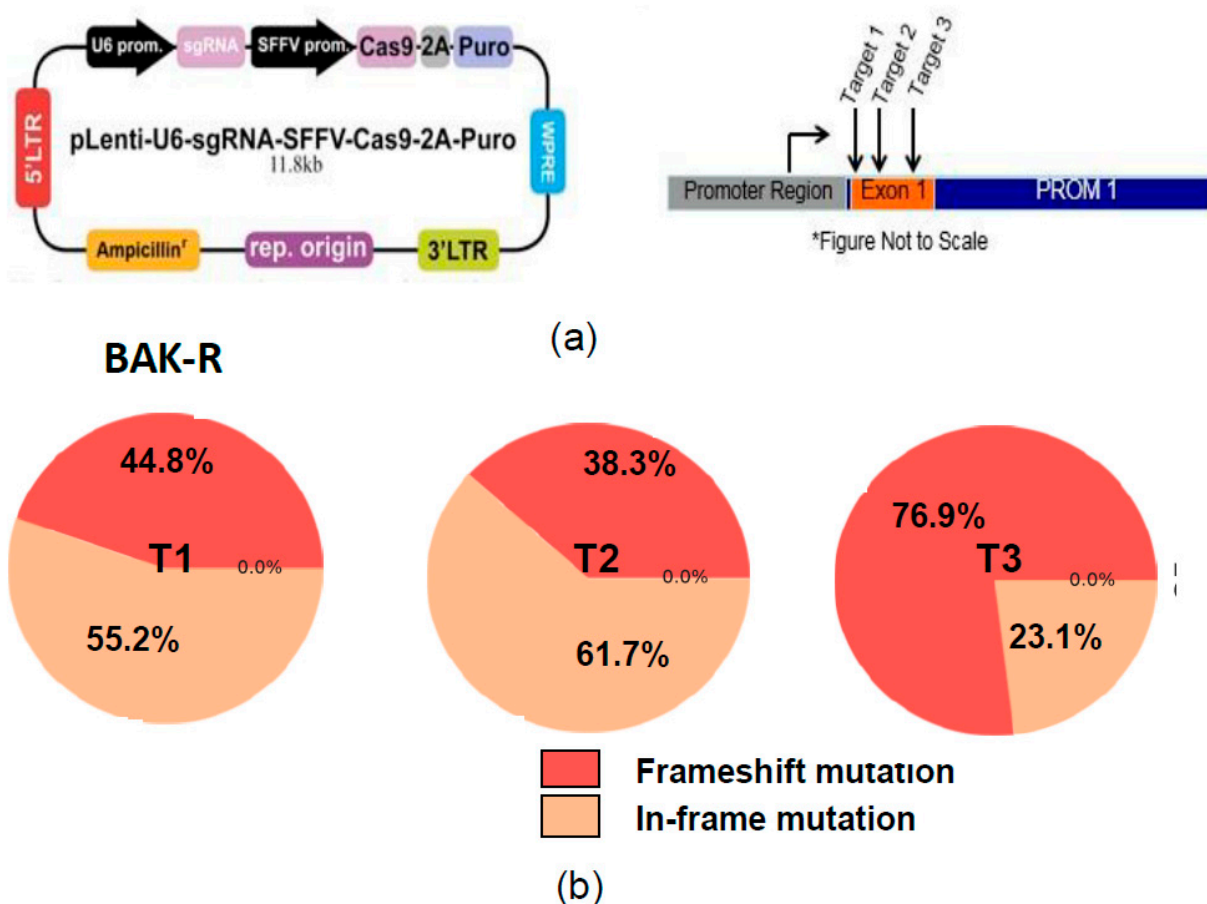 U6 prom. sgRNA SFFV prom. Cas9 2A Puro
5'LTR
pLenti-U6-sgRNA-SFFV-Cas9-2A-Puro
11.8kb
WPRE
Ampicillinʳ rep. origin 3'LTR
Target 1
Target 2
Target 3
Promoter Region Exon 1 PROM 1
*Figure Not to Scale
(a)
BAK-R
44.8%
T1
0.0%
55.2%
38.3%
T2
0.0%
61.7%
76.9%
T3
0.0%
23.1%
Frameshift mutation
In-frame mutation
(b)